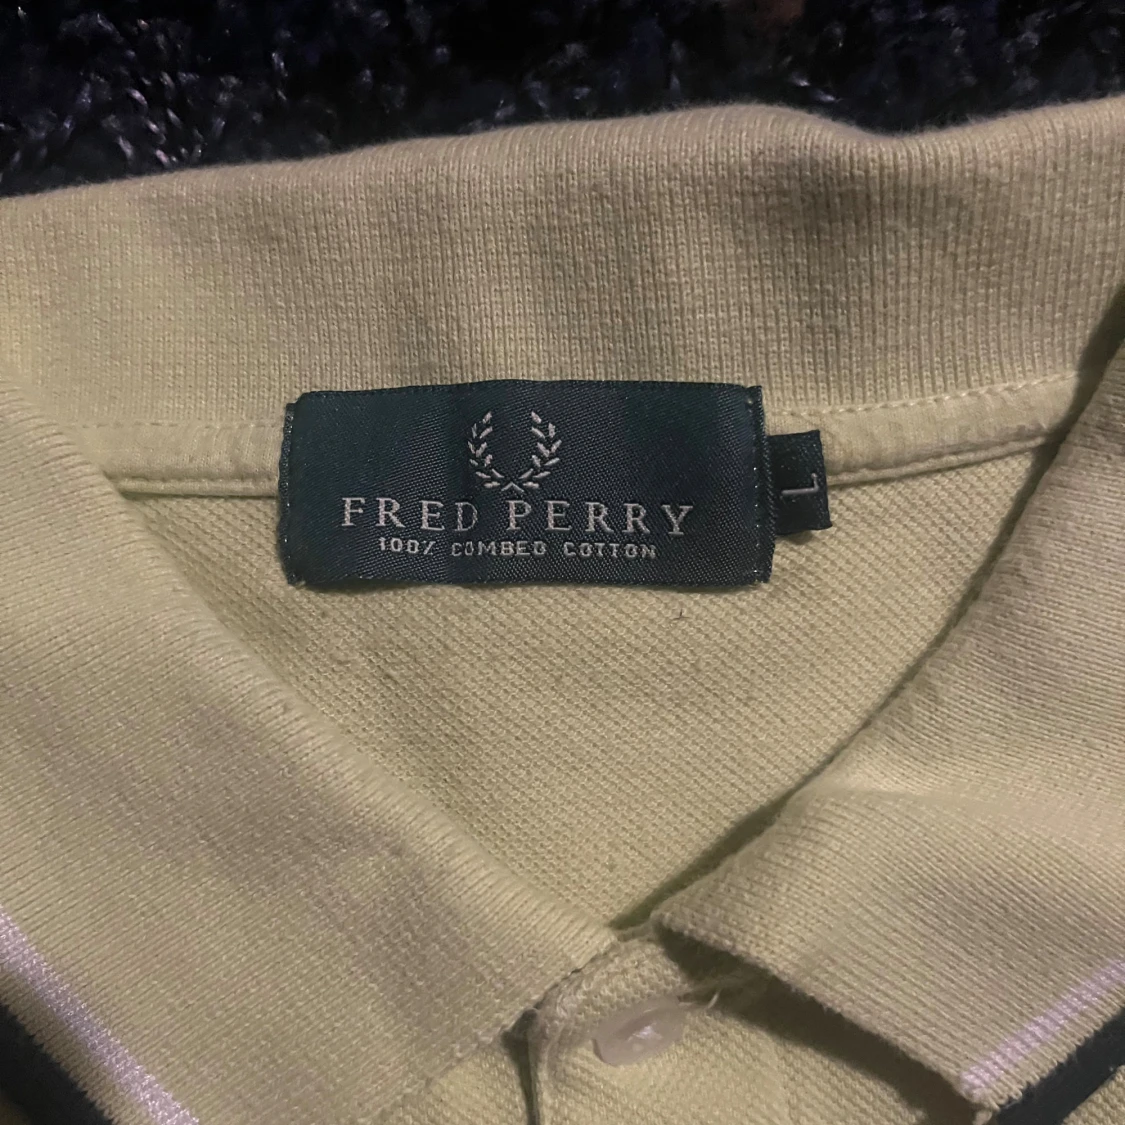 FRED PERRY
100% COMBED COTTON
L